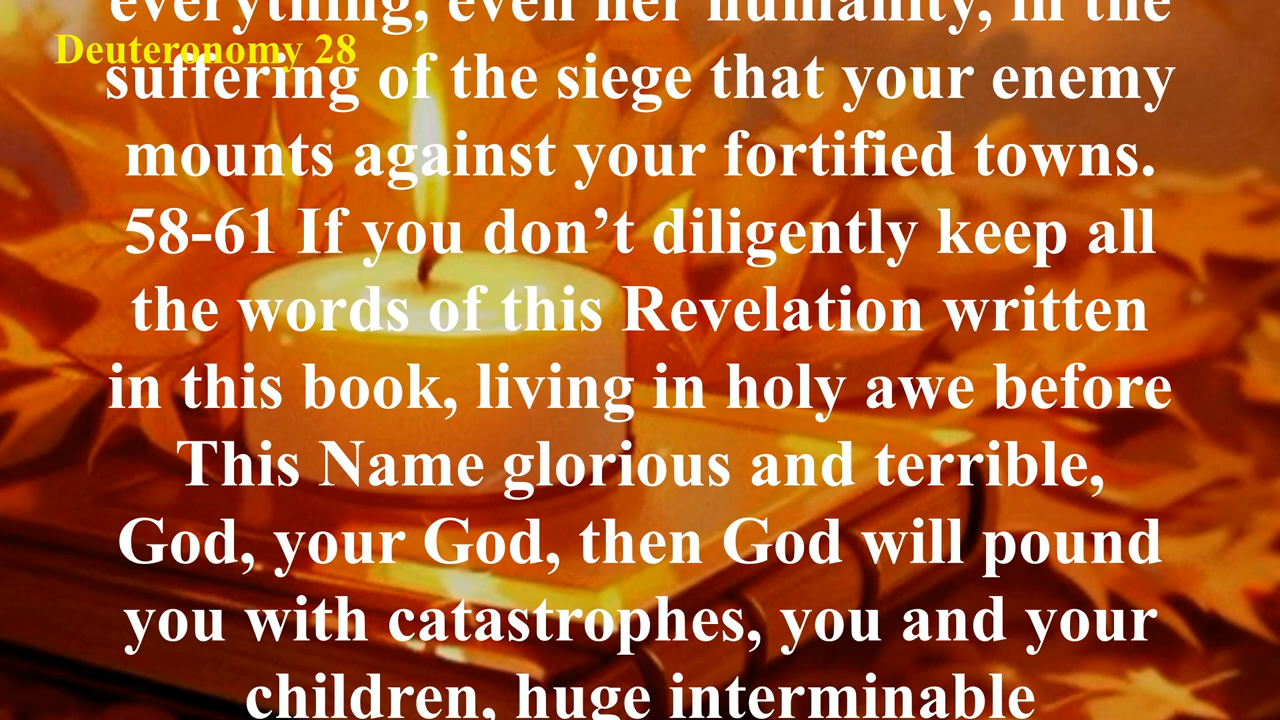 everything, even her humanity, in the
Deuteronomy 28
suffering of the siege that your enemy
mounts against your fortified towns.
58-61 If you don’t diligently keep all
the words of this Revelation written
in this book, living in holy awe before
This Name glorious and terrible,
God, your God, then God will pound
you with catastrophes, you and your
children, huge interminable